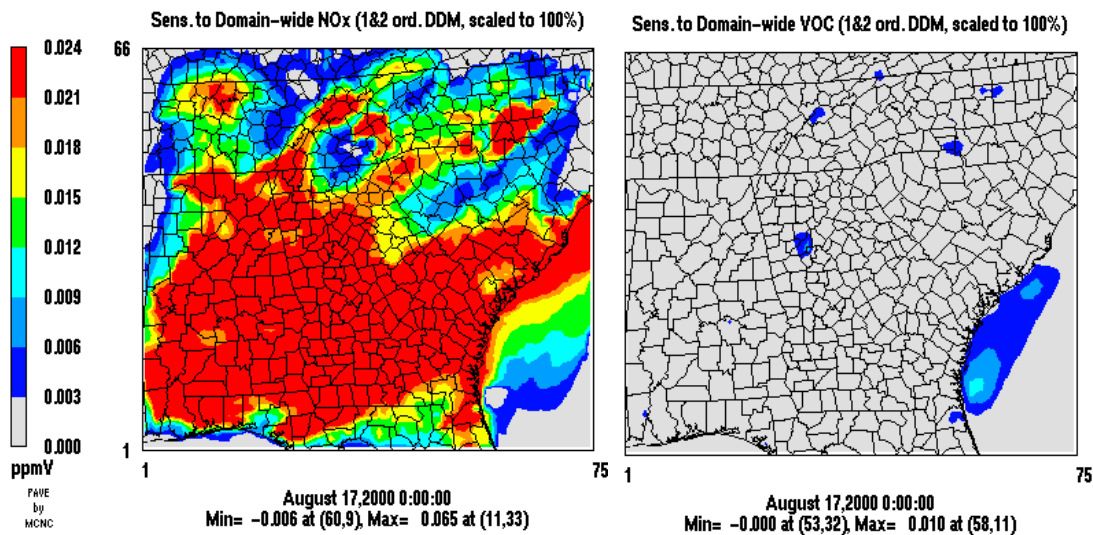 Sens. to Domain-wide NOx (1&2 ord. DDM, scaled to 100%)
Sens. to Domain-wide VOC (1&2 ord. DDM, scaled to 100%)
0.024
0.021
0.018
0.015
0.012
0.009
0.006
0.003
0.000
ppmV
PAVE
by
MCNC
66
1
1
75
August 17,2000 0:00:00
Min= -0.006 at (60,9), Max= 0.065 at (11,33)
1
75
August 17,2000 0:00:00
Min= -0.000 at (53,32), Max= 0.010 at (58,11)